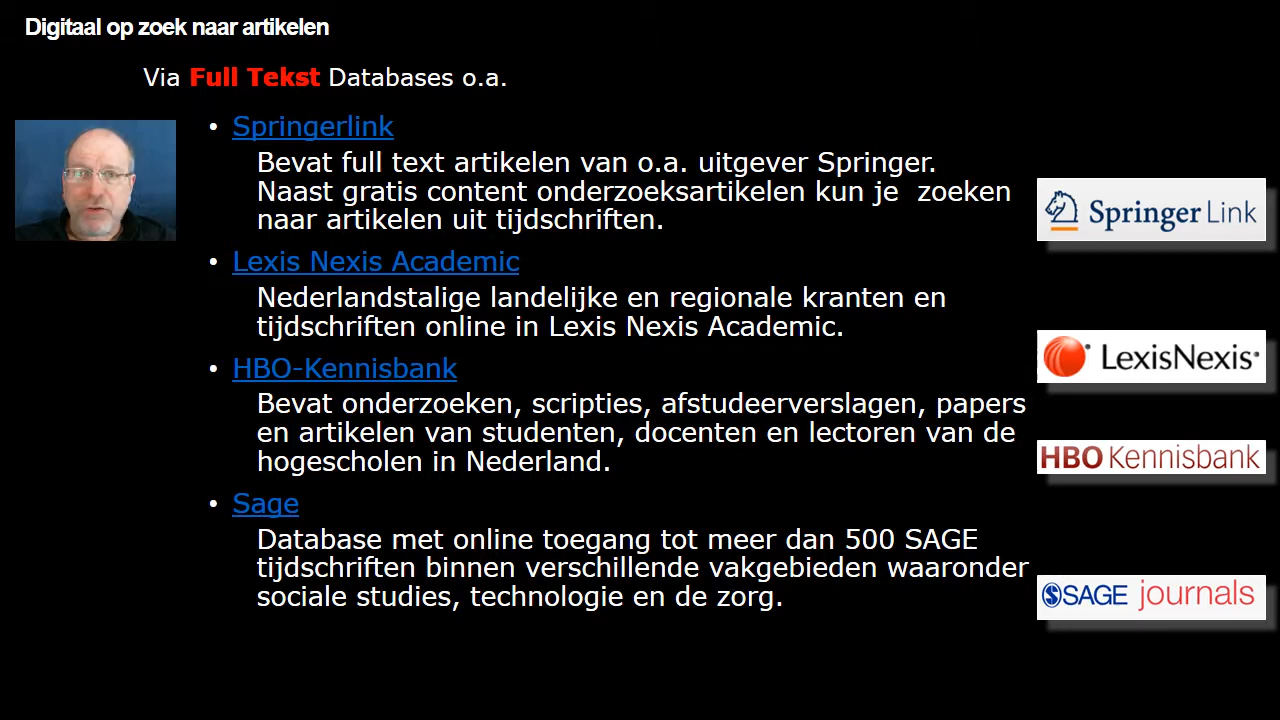 Digitaal op zoek naar artikelen
Via Full Tekst Databases o.a.
• Springerlink
Bevat full text artikelen van o.a. uitgever Springer.
Naast gratis content onderzoeksartikelen kun je  zoeken
naar artikelen uit tijdschriften.
Springer Link
• Lexis Nexis Academic
Nederlandstalige landelijke en regionale kranten en
tijdschriften online in Lexis Nexis Academic.
LexisNexis®
• HBO-Kennisbank
Bevat onderzoeken, scripties, afstudeerverslagen, papers
en artikelen van studenten, docenten en lectoren van de
hogescholen in Nederland.
HBO Kennisbank
• Sage
Database met online toegang tot meer dan 500 SAGE
tijdschriften binnen verschillende vakgebieden waaronder
sociale studies, technologie en de zorg.
SAGE journals